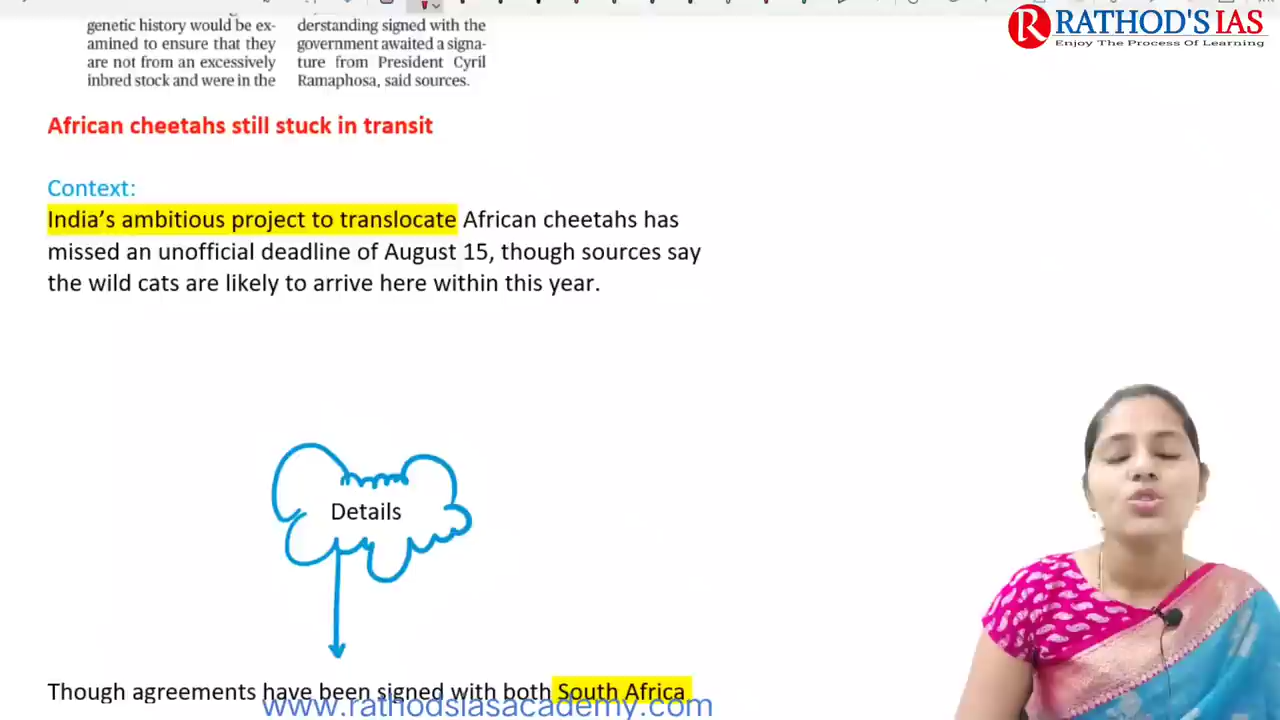 genetic history would be ex-
amined to ensure that they
are not from an excessively
inbred stock and were in the
derstanding signed with the
government awaited a signa-
ture from President Cyril
Ramaphosa, said sources.
R RATHOD'S IAS
Enjoy The Process Of Learning
African cheetahs still stuck in transit
Context:
India’s ambitious project to translocate African cheetahs has
missed an unofficial deadline of August 15, though sources say
the wild cats are likely to arrive here within this year.
Details
Though agreements have been signed with both South Africa
www.rathodsiasacademy.com